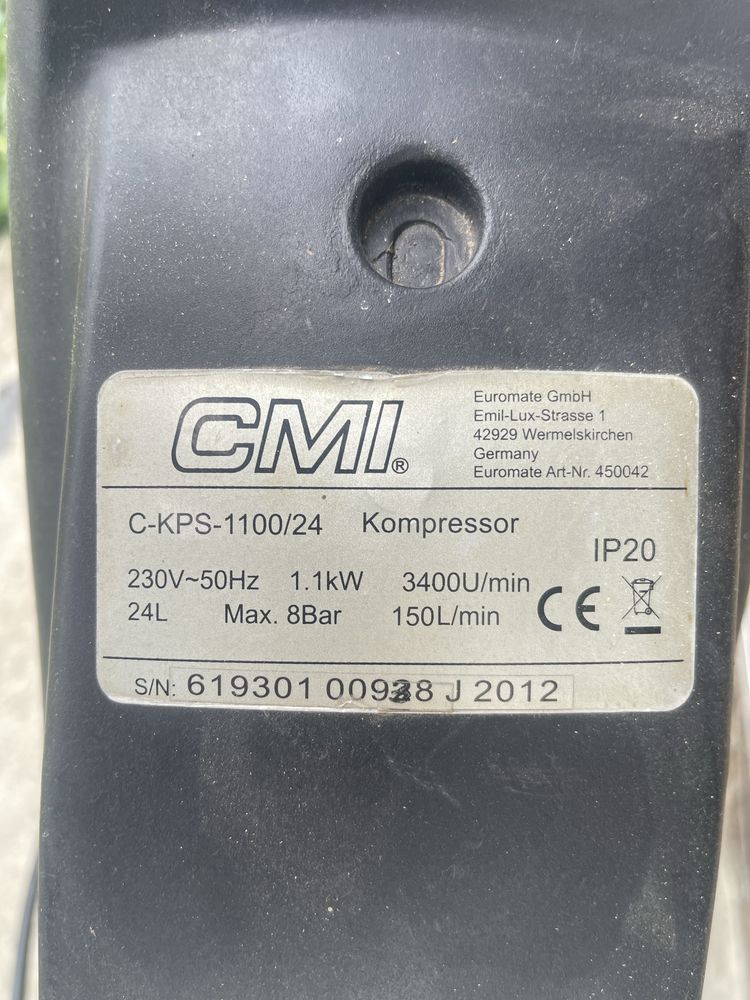 CMI®
Euromate GmbH
Emil-Lux-Strasse 1
42929 Wermelskirchen
Germany
Euromate Art-Nr. 450042
C-KPS-1100/24 Kompressor
IP20
230V~50Hz 1.1kW 3400U/min
24L Max. 8Bar 150L/min
CE
S/N: 619301 00938 J 2012